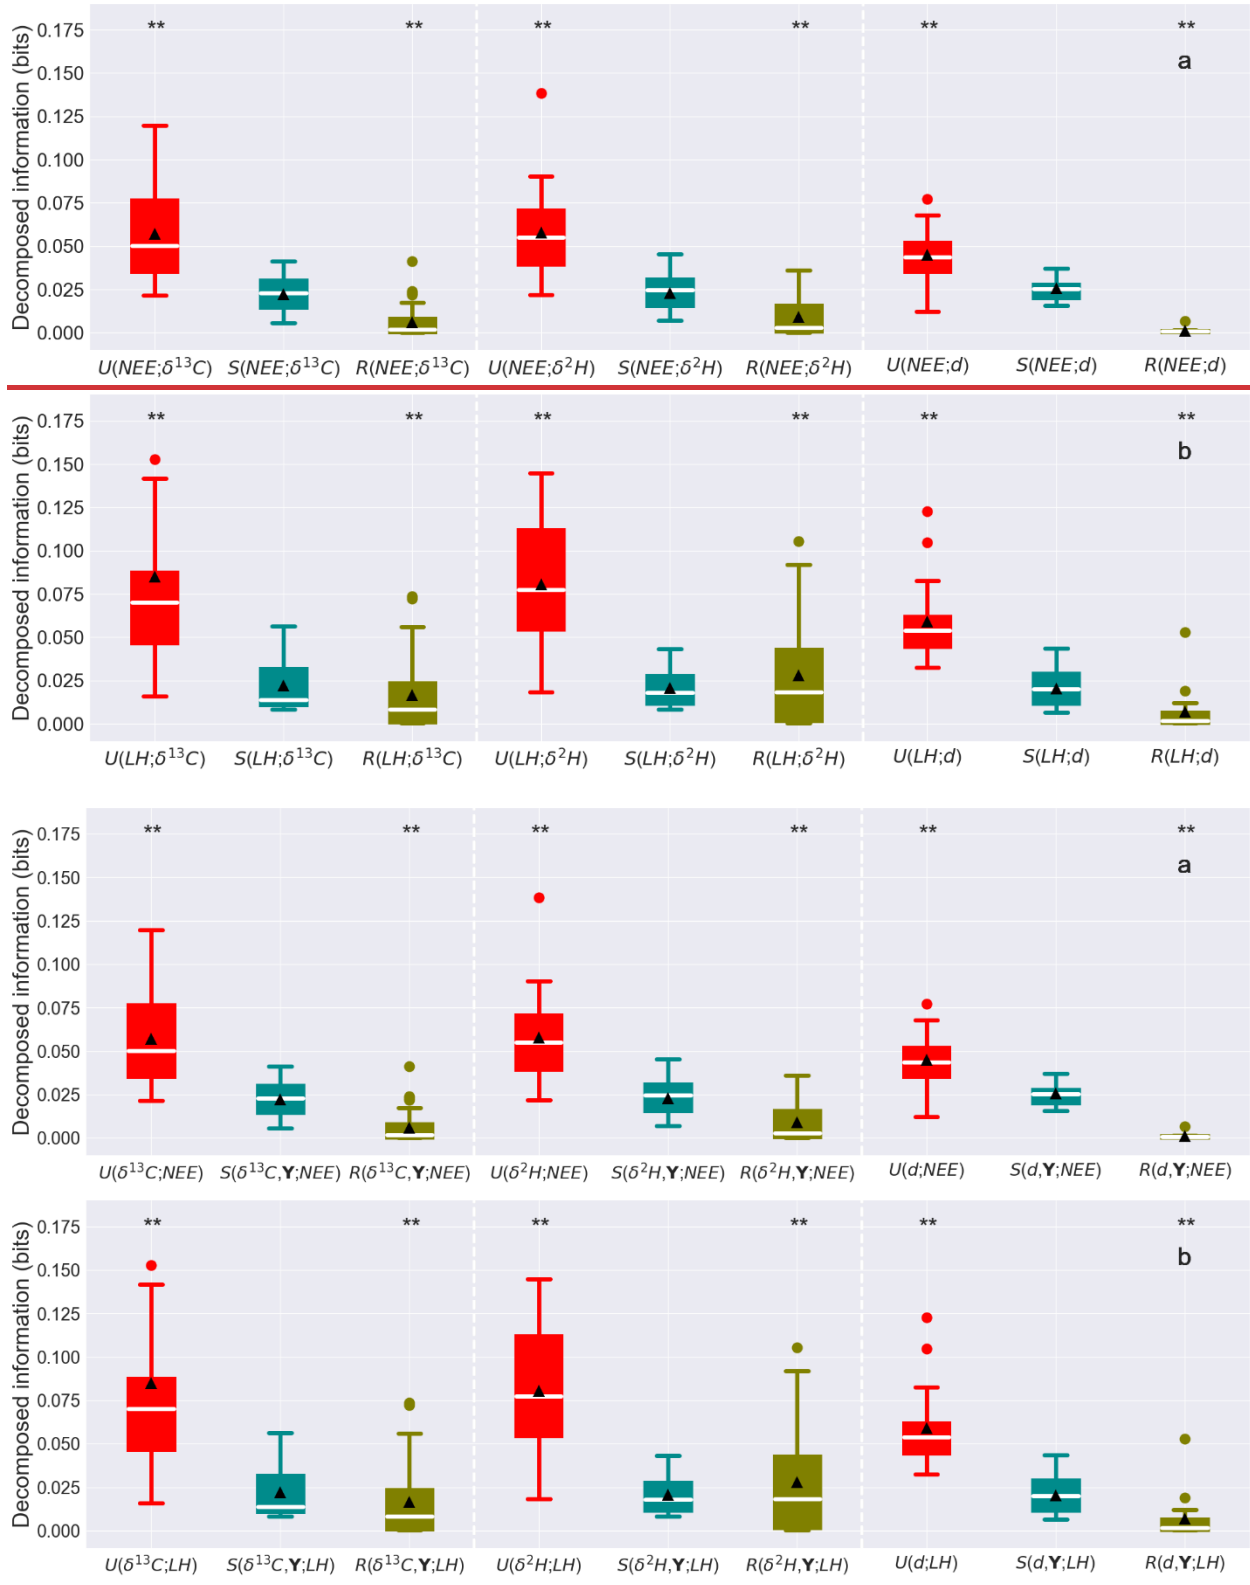 Decomposed information (bits)
0.175
0.150
0.125
0.100
0.075
0.050
0.025
0.000
** ** ** ** ** **
a
U(NEE;δ¹³C) S(NEE;δ¹³C) R(NEE;δ¹³C) U(NEE;δ²H) S(NEE;δ²H) R(NEE;δ²H) U(NEE;d) S(NEE;d) R(NEE;d)
Decomposed information (bits)
0.175
0.150
0.125
0.100
0.075
0.050
0.025
0.000
** ** ** ** ** **
b
U(LH;δ¹³C) S(LH;δ¹³C) R(LH;δ¹³C) U(LH;δ²H) S(LH;δ²H) R(LH;δ²H) U(LH;d) S(LH;d) R(LH;d)
Decomposed information (bits)
0.175
0.150
0.125
0.100
0.075
0.050
0.025
0.000
** ** ** ** ** **
a
U(δ¹³C;NEE) S(δ¹³C,Y;NEE) R(δ¹³C,Y;NEE) U(δ²H;NEE) S(δ²H,Y;NEE) R(δ²H,Y;NEE) U(d;NEE) S(d,Y;NEE) R(d,Y;NEE)
Decomposed information (bits)
0.175
0.150
0.125
0.100
0.075
0.050
0.025
0.000
** ** ** ** ** **
b
U(δ¹³C;LH) S(δ¹³C,Y;LH) R(δ¹³C,Y;LH) U(δ²H;LH) S(δ²H,Y;LH) R(δ²H,Y;LH) U(d;LH) S(d,Y;LH) R(d,Y;LH)